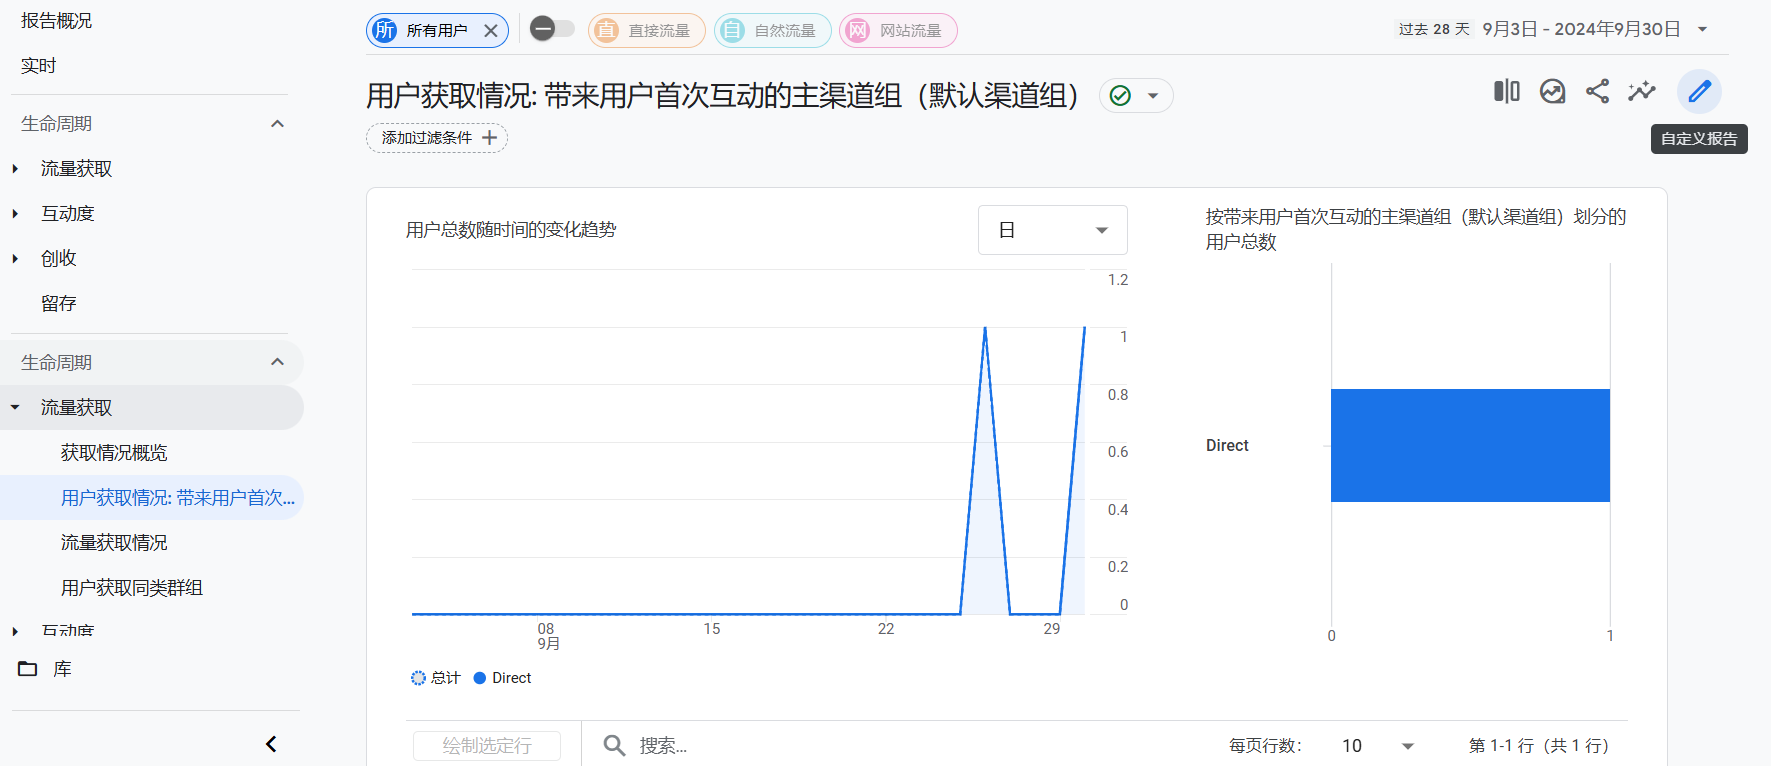 报告概况
实时
生命周期
流量获取
互动度
创收
留存
生命周期
流量获取
获取情况概览
用户获取情况: 带来用户首次...
流量获取情况
用户获取同类群组
互动度
库
所 所有用户
直 直接流量
自 自然流量
网 网站流量
过去 28 天 9月3日 - 2024年9月30日
用户获取情况: 带来用户首次互动的主渠道组（默认渠道组）
添加过滤条件
自定义报告
用户总数随时间的变化趋势
日
1.2
1
0.8
0.6
0.4
0.2
0
08
9月
15
22
29
总计 Direct
按带来用户首次互动的主渠道组（默认渠道组）划分的
用户总数
Direct
0 1
绘制选定行
搜索...
每页行数： 10
第 1-1 行（共 1 行）